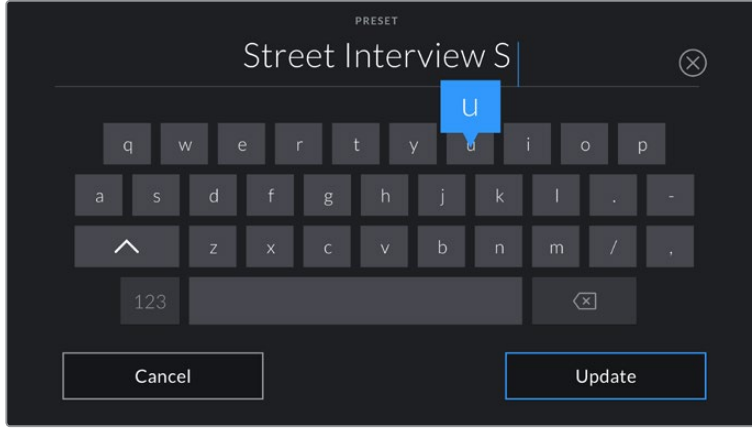 PRESET
Street Interview S
u
q w e r t y u i o p
a s d f g h j k l . -
z x c v b n m / ,
123
Cancel Update